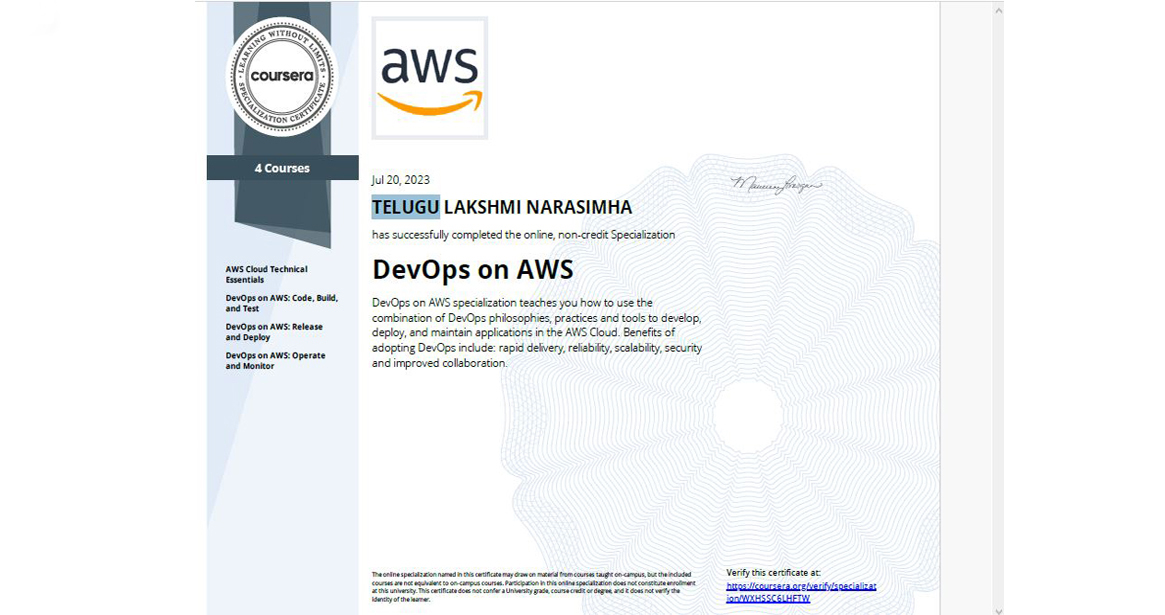 LEARNING WITHOUT LIMITS
coursera
SPECIALIZATION CERTIFICATE
4 Courses
AWS Cloud Technical
Essentials
DevOps on AWS: Code, Build,
and Test
DevOps on AWS: Release
and Deploy
DevOps on AWS: Operate
and Monitor
aws
Jul 20, 2023
TELUGU LAKSHMI NARASIMHA
has successfully completed the online, non-credit Specialization
DevOps on AWS
DevOps on AWS specialization teaches you how to use the
combination of DevOps philosophies, practices and tools to develop,
deploy, and maintain applications in the AWS Cloud. Benefits of
adopting DevOps include: rapid delivery, reliability, scalability, security
and improved collaboration.
The online specialization named in this certificate may draw on material from courses taught on-campus, but the included
courses are not equivalent to on-campus courses. Participation in this online specialization does not constitute enrollment
at this university. This certificate does not confer a University grade, course credit or degree, and it does not verify the
identity of the learner.
Verify this certificate at:
https://coursera.org/verify/specializat
ion/WXHSSC6LHFTW